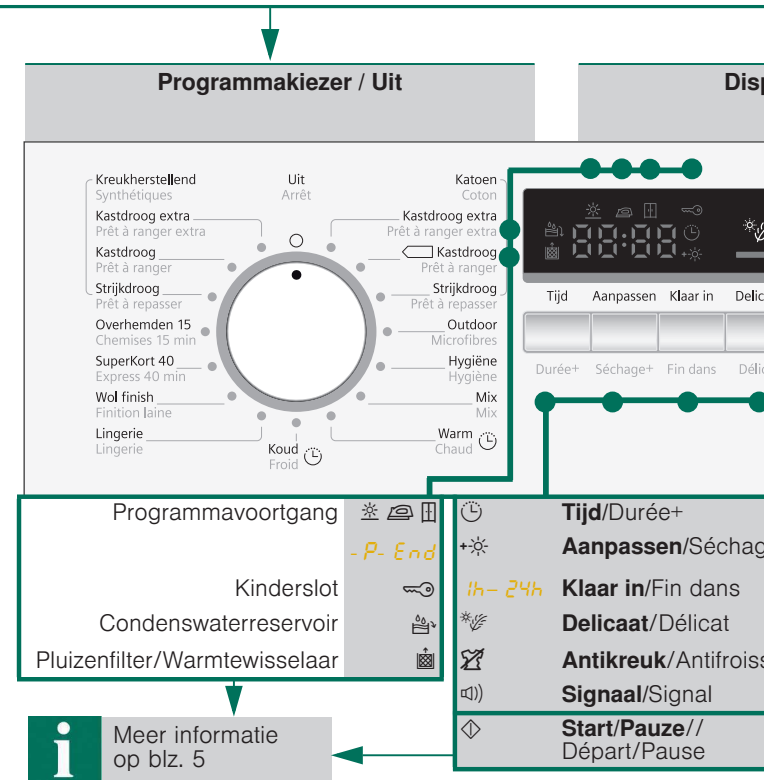 Programmakiezer / Uit
Disp
Kreukherstellend
Synthétiques
Kastdroog extra
Prêt à ranger extra
Kastdroog
Prêt à ranger
Strijkdroog
Prêt à repasser
Overhemden 15
Chemises 15 min
SuperKort 40
Express 40 min
Wol finish
Finition laine
Lingerie
Lingerie
Uit
Arrêt
Koud
Froid
Katoen
Coton
Kastdroog extra
Prêt à ranger extra
Kastdroog
Prêt à ranger
Strijkdroog
Prêt à repasser
Outdoor
Microfibres
Hygiëne
Hygiène
Mix
Mix
Warm
Chaud
88:88
Tijd Aanpassen Klaar in Delic
Durée+ Séchage+ Fin dans Délic
Programmavoortgang
-P- End
Kinderslot
Condenswaterreservoir
Pluizenfilter/Warmtewisselaar
Tijd/Durée+
Aanpassen/Séchag
1h– 24h Klaar in/Fin dans
Delicaat/Délicat
Antikreuk/Antifroiss
Signaal/Signal
Start/Pauze//
Départ/Pause
i Meer informatie
op blz. 5